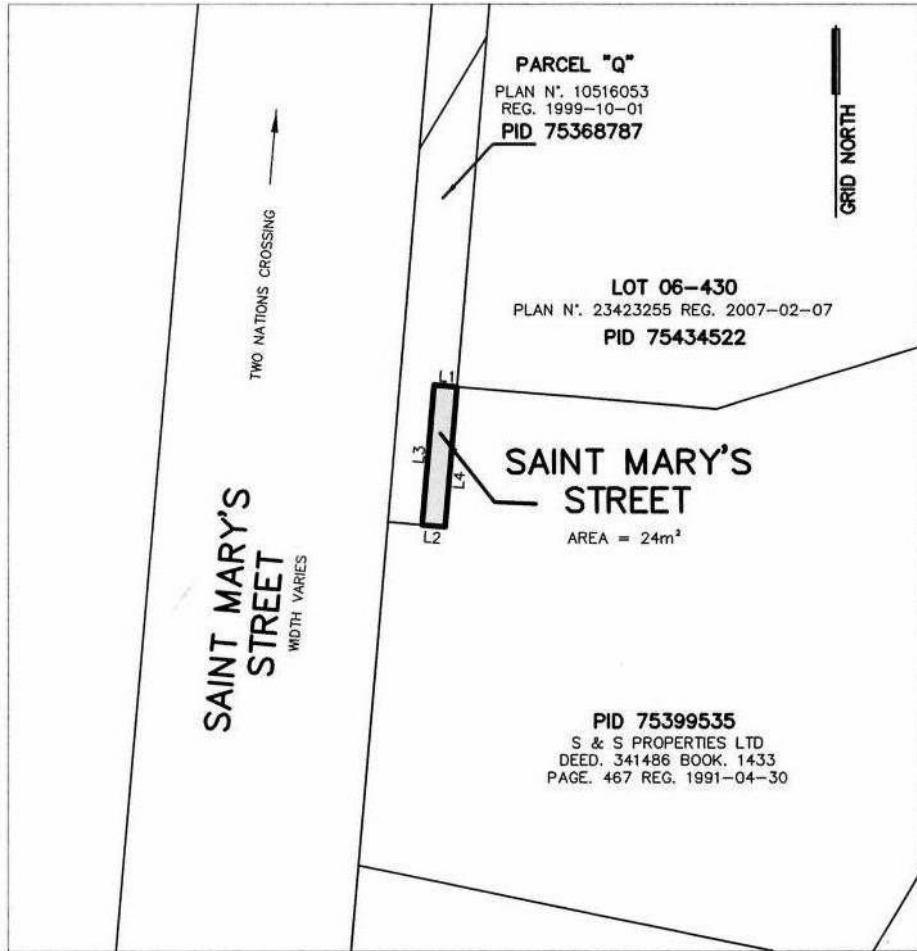 PARCEL "Q"
PLAN N°. 10516053
REG. 1999-10-01
PID 75368787
GRID NORTH
TWO NATIONS CROSSING
LOT 06-430
PLAN N°. 23423255 REG. 2007-02-07
PID 75434522
L1
L3
L4
L2
SAINT MARY'S
STREET
AREA = 24m²
SAINT MARY'S
STREET
WIDTH VARIES
PID 75399535
S & S PROPERTIES LTD
DEED. 341486 BOOK. 1433
PAGE. 467 REG. 1991-04-30